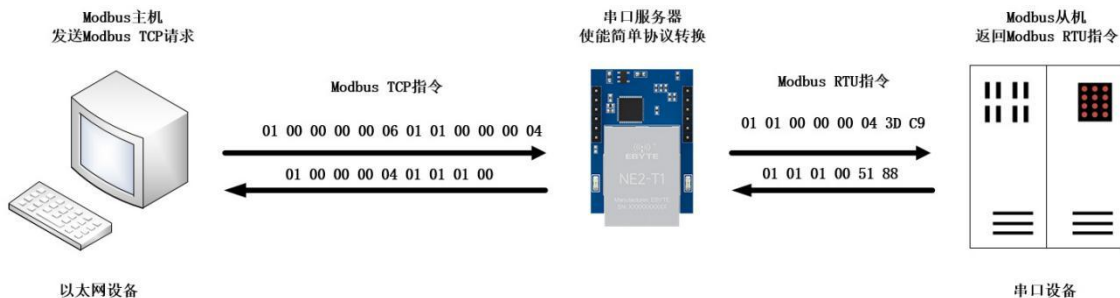 Modbus主机
发送Modbus TCP请求
串口服务器
使能简单协议转换
Modbus从机
返回Modbus RTU指令
Modbus TCP指令
Modbus RTU指令
01 00 00 00 00 06 01 01 00 00 00 04
01 01 00 00 00 04 3D C9
01 00 00 00 04 01 01 01 00
01 01 01 00 51 88
EBYTE
NE2-T1
以太网设备
串口设备